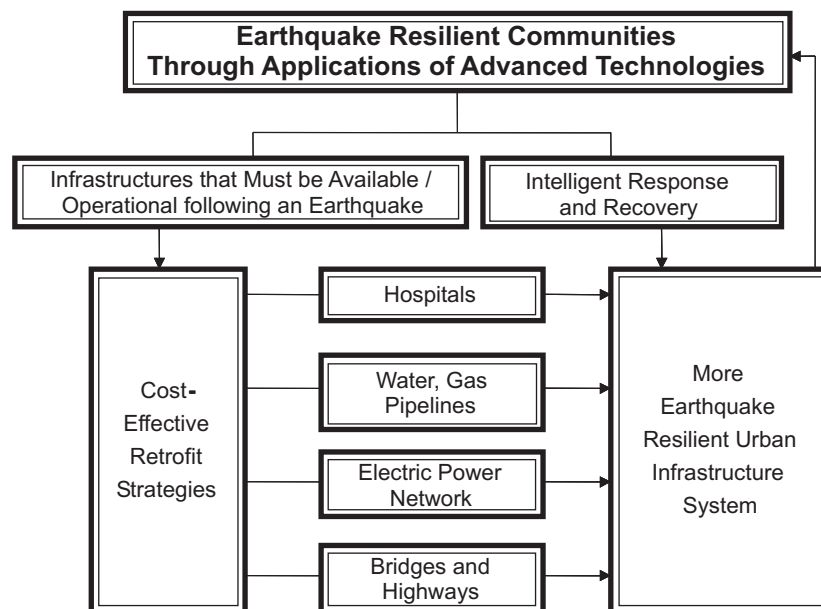 Earthquake Resilient Communities
Through Applications of Advanced Technologies
Infrastructures that Must be Available /
Operational following an Earthquake
Intelligent Response
and Recovery
Cost-
Effective
Retrofit
Strategies
Hospitals
Water, Gas
Pipelines
Electric Power
Network
Bridges and
Highways
More
Earthquake
Resilient Urban
Infrastructure
System